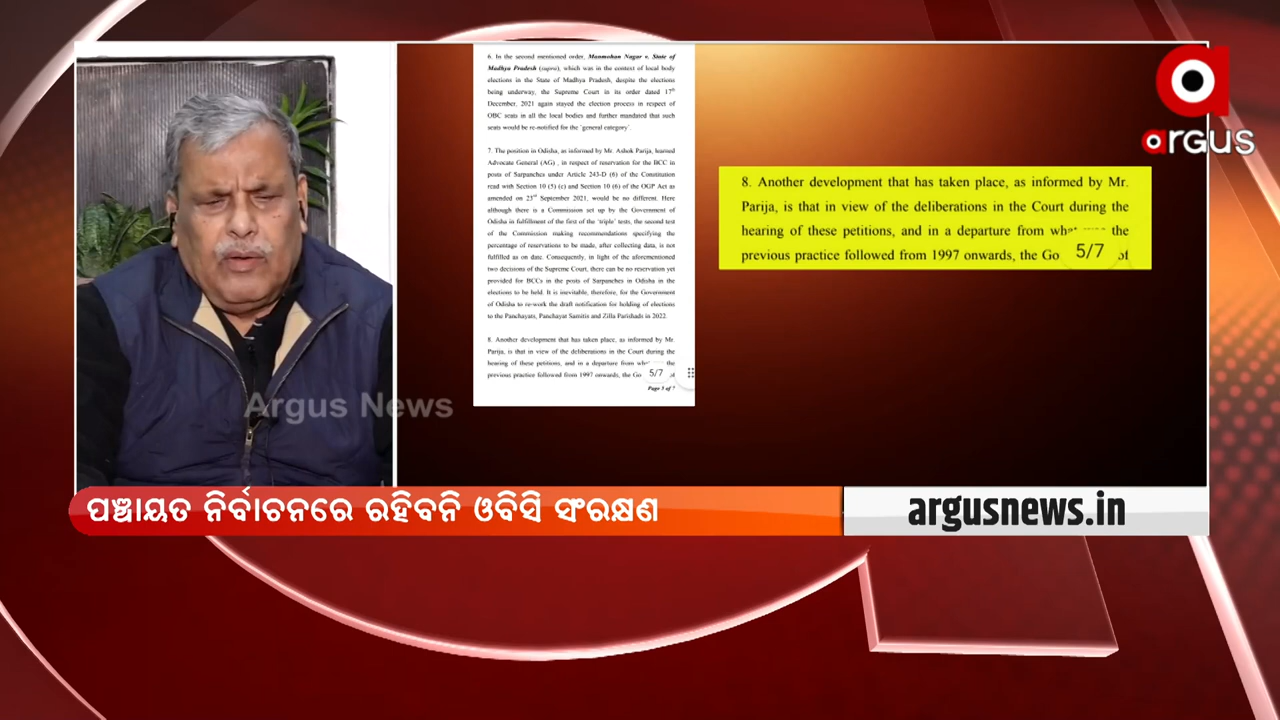 6. In the second mentioned order, Manmohan Nagar v. State of
Madhya Pradesh (supra), which was in the context of local body
elections in the State of Madhya Pradesh, despite the elections
being underway, the Supreme Court in its order dated 17th
December, 2021 again stayed the election process in respect of
OBC seats in all the local bodies and further mandated that such
seats would be re-notified for the 'general category'.
7. The position in Odisha, as informed by Mr. Ashok Parija, learned
Advocate General (AG) , in respect of reservation for the BCC in
posts of Sarpanches under Article 243-D (6) of the Constitution
read with Section 10 (5) (c) and Section 10 (6) of the OGP Act as
amended on 23rd September 2021, would be no different. Here
although there is a Commission set up by the Government of
Odisha in fulfillment of the first of the 'triple' tests, the second test
of the Commission making recommendations specifying the
percentage of reservations to be made, after collecting data, is not
fulfilled as on date. Consequently, in light of the aforementioned
two decisions of the Supreme Court, there can be no reservation yet
provided for BCCs in the posts of Sarpanches in Odisha in the
elections to be held. It is inevitable, therefore, for the Government
of Odisha to re-work the draft notification for holding of elections
to the Panchayats, Panchayat Samitis and Zilla Parishads in 2022.
8. Another development that has taken place, as informed by Mr.
Parija, is that in view of the deliberations in the Court during the
hearing of these petitions, and in a departure from the
previous practice followed from 1997 onwards, the Go of
5/7
Page 5 of 7
8. Another development that has taken place, as informed by Mr.
Parija, is that in view of the deliberations in the Court during the
hearing of these petitions, and in a departure from the
previous practice followed from 1997 onwards, the Go 5/7 of
argus
Argus News
ପଞ୍ଚାୟତ ନିର୍ବାଚନରେ ରହିବନି ଓବିସି ସଂରକ୍ଷଣ
argusnews.in